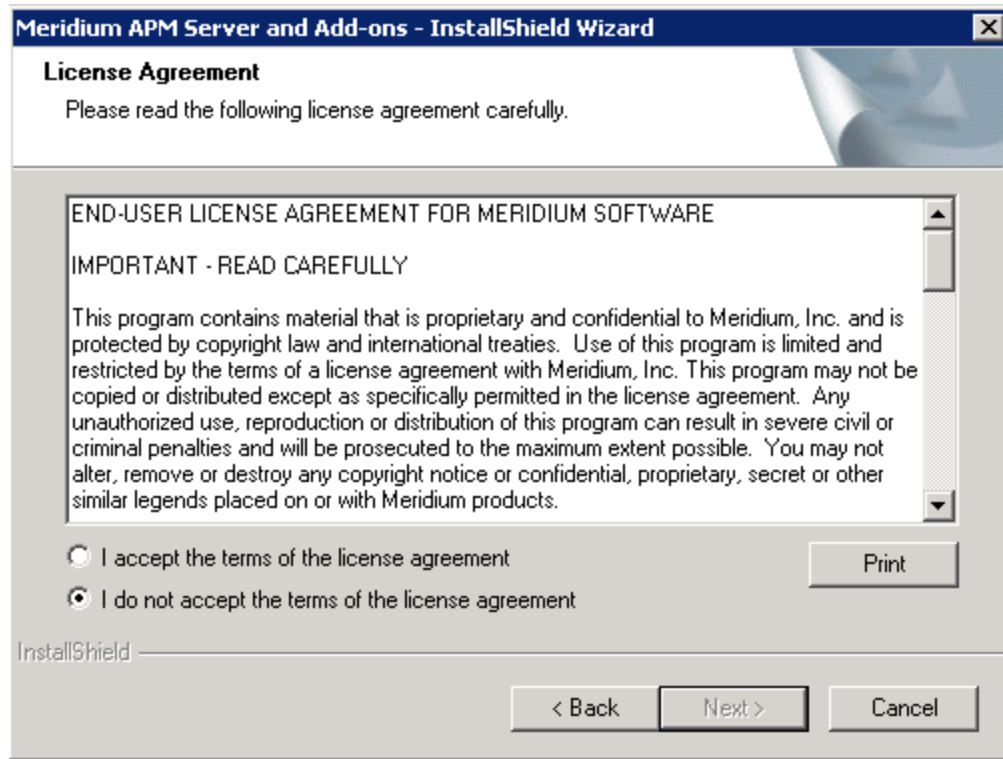 Meridium APM Server and Add-ons - InstallShield Wizard
License Agreement
Please read the following license agreement carefully.
END-USER LICENSE AGREEMENT FOR MERIDIUM SOFTWARE
IMPORTANT - READ CAREFULLY
This program contains material that is proprietary and confidential to Meridium, Inc. and is
protected by copyright law and international treaties.  Use of this program is limited and
restricted by the terms of a license agreement with Meridium, Inc. This program may not be
copied or distributed except as specifically permitted in the license agreement.  Any
unauthorized use, reproduction or distribution of this program can result in severe civil or
criminal penalties and will be prosecuted to the maximum extent possible.  You may not
alter, remove or destroy any copyright notice or confidential, proprietary, secret or other
similar legends placed on or with Meridium products.
I accept the terms of the license agreement
Print
I do not accept the terms of the license agreement
InstallShield
< Back
Next >
Cancel